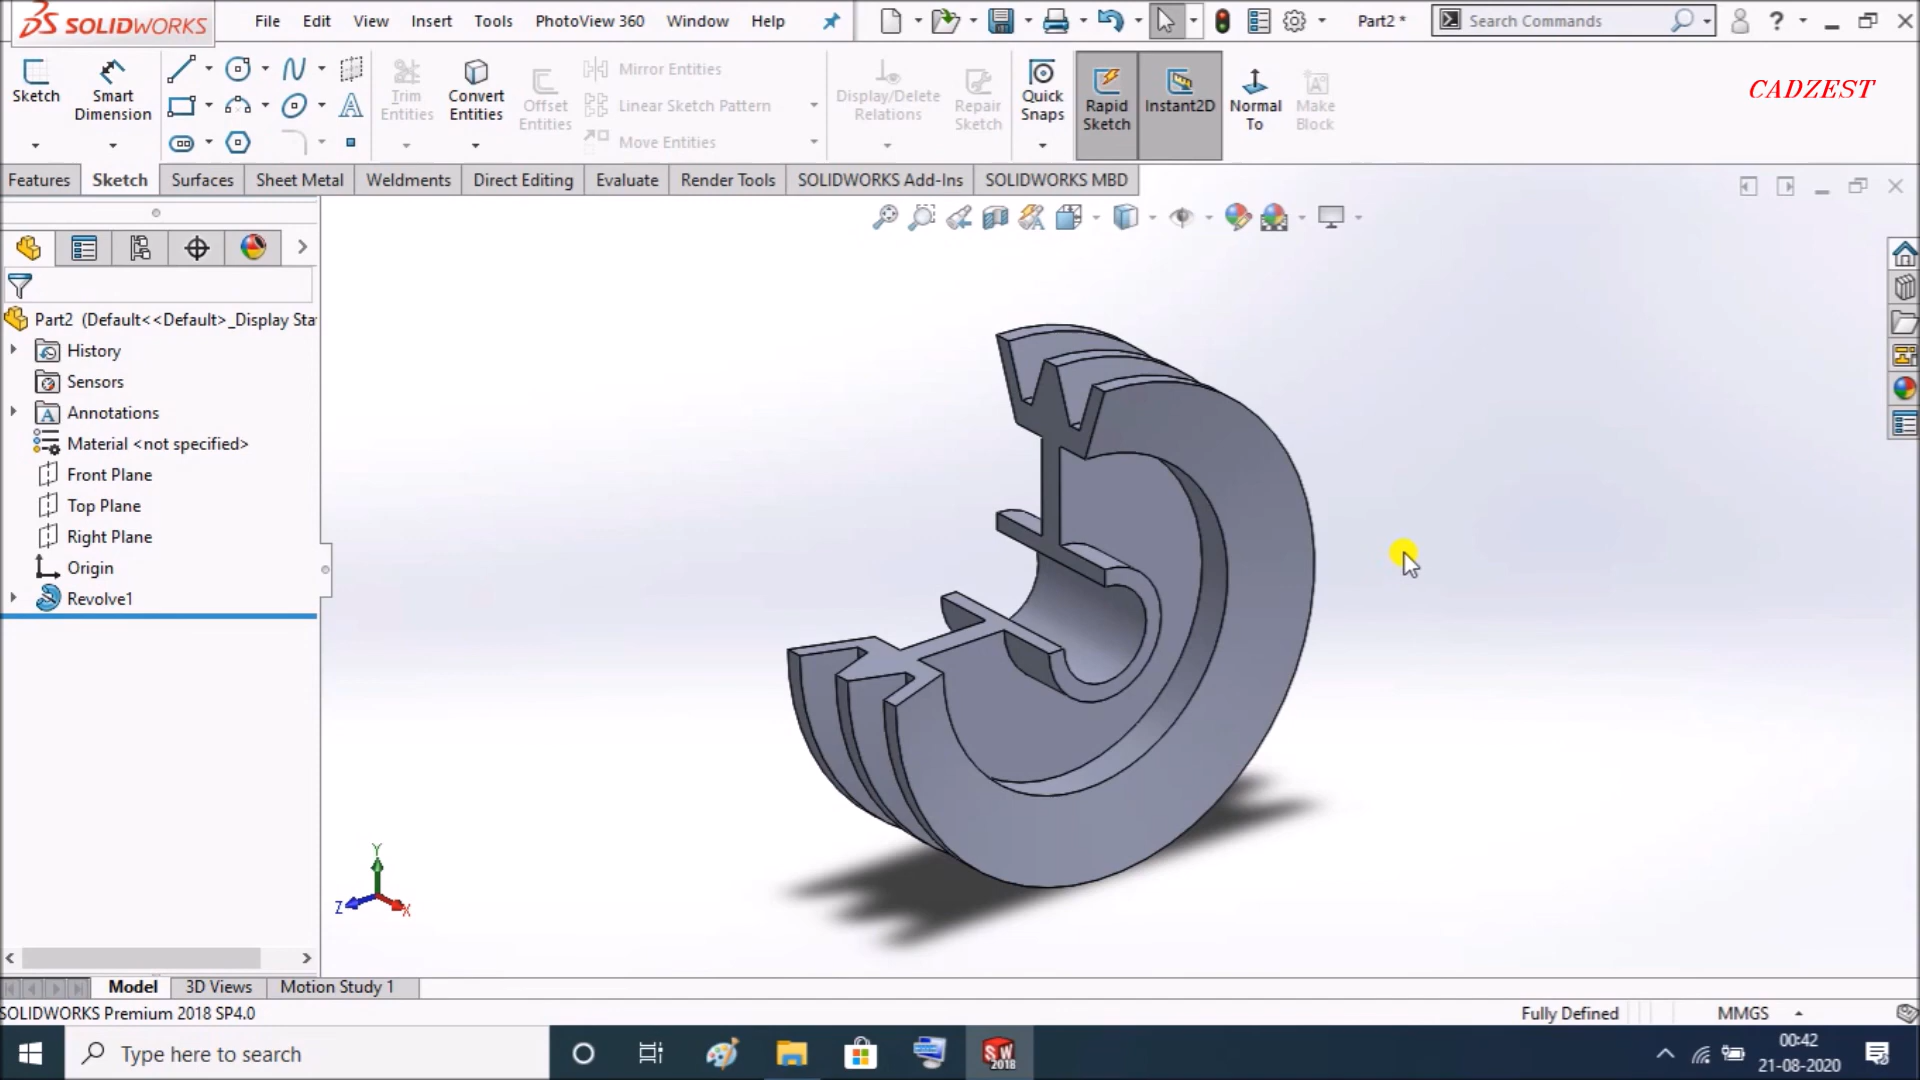 SOLIDWORKS File Edit View Insert Tools PhotoView 360 Window Help Part2 * Search Commands ?
Sketch Smart Dimension Trim Entities Convert Entities Offset Entities Mirror Entities Linear Sketch Pattern Move Entities Display/Delete Relations Repair Sketch Quick Snaps Rapid Sketch Instant2D Normal To Make Block CADZEST
Features Sketch Surfaces Sheet Metal Weldments Direct Editing Evaluate Render Tools SOLIDWORKS Add-Ins SOLIDWORKS MBD
Part2 (Default<<Default>_Display Sta
History
Sensors
Annotations
Material <not specified>
Front Plane
Top Plane
Right Plane
Origin
Revolve1
Y
Z X
Model 3D Views Motion Study 1
SOLIDWORKS Premium 2018 SP4.0 Fully Defined MMGS
Type here to search SW 2018 00:42
21-08-2020